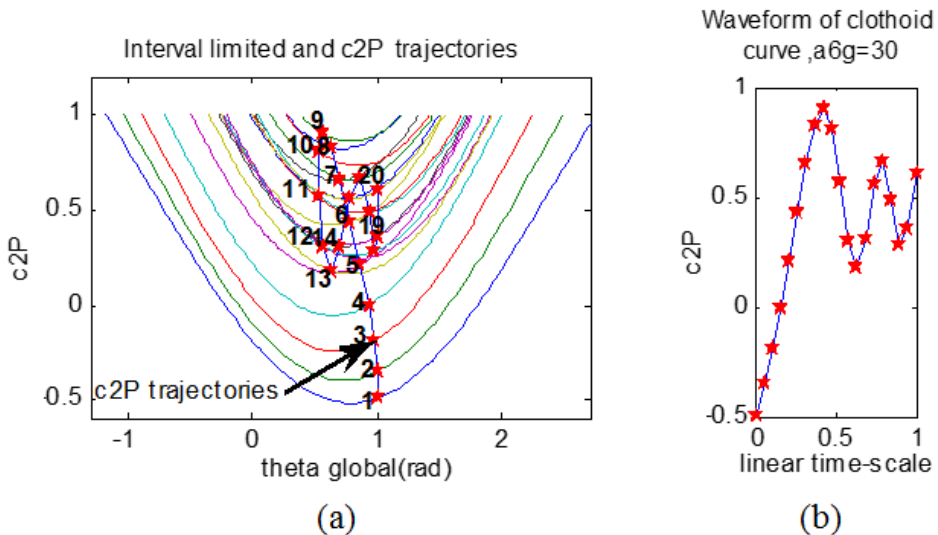 Interval limited and c2P trajectories
1
0.5
0
-0.5
c2P
9
10 8
7 20
11
6
12 14 19
13 5
4
3
2
1
c2P trajectories
-1 0 1 2
theta global(rad)
(a)
Waveform of clothoid
curve ,a6g=30
1
0.5
0
-0.5
c2P
0 0.5 1
linear time-scale
(b)